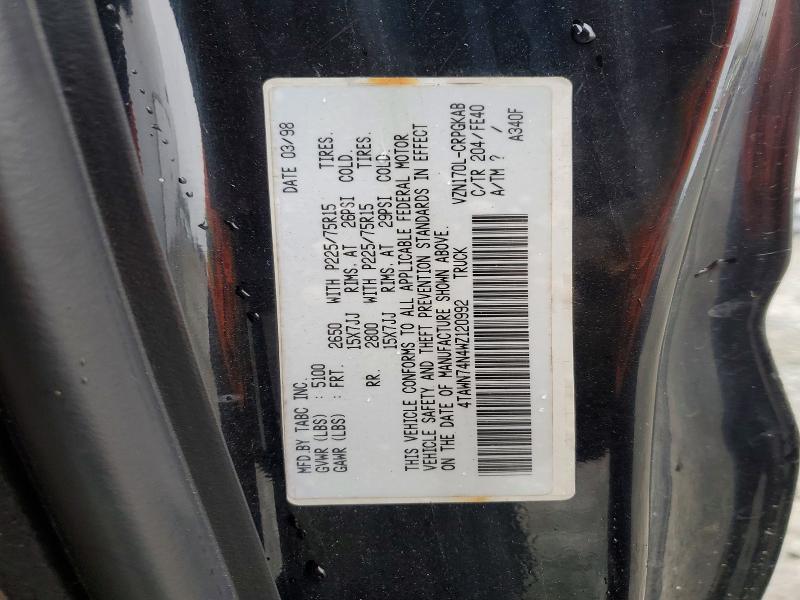 MFD.BY TABC INC. DATE 03/98
GVWR (LBS) : 5100
GAWR (LBS) : FRT. 2650 WITH P225/75R15 TIRES.
15X7JJ RIMS. AT 26PSI COLD.
RR. 2800 WITH P225/75R15 TIRES.
15X7JJ RIMS. AT 29PSI COLD.
THIS VEHICLE CONFORMS TO ALL APPLICABLE FEDERAL MOTOR
VEHICLE SAFETY AND THEFT PREVENTION STANDARDS IN EFFECT
ON THE DATE OF MANUFACTURE SHOWN ABOVE.
4TAWN74N4WZ120992 TRUCK
VZN170L-CRPGKAB
C/TR 204/FE40
A/TM ? /
A340F